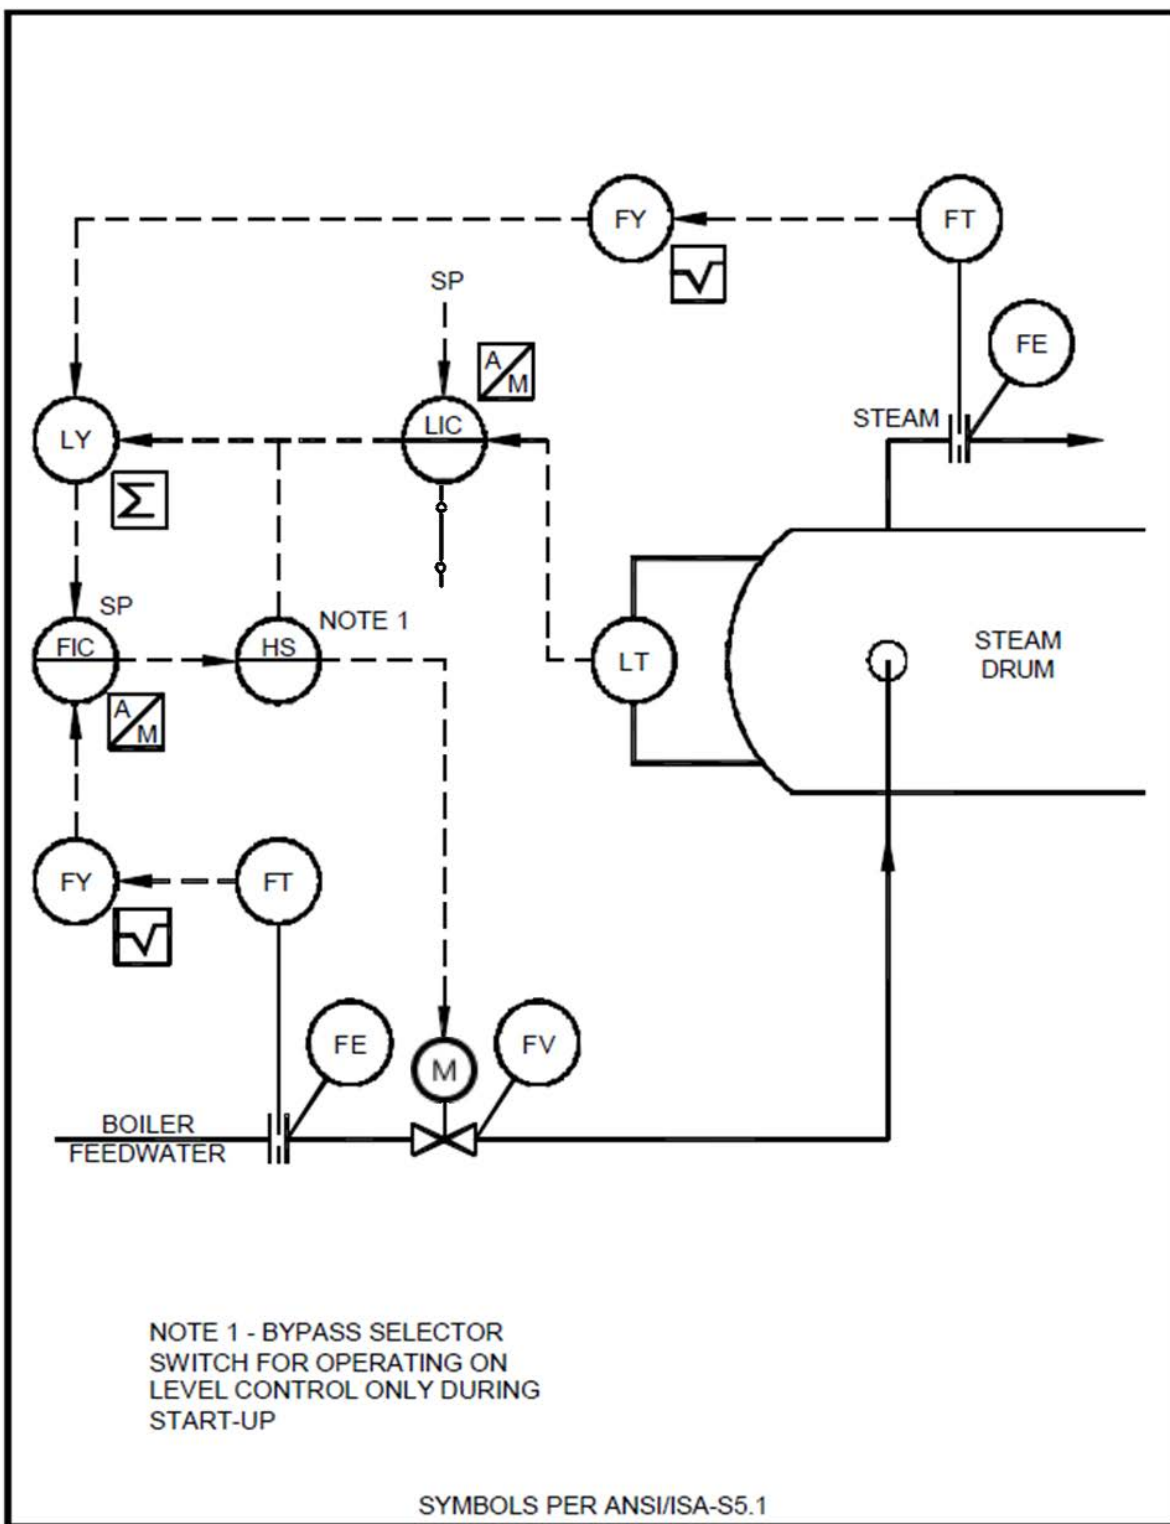 FY
FT
SP
FE
A
M
STEAM
LIC
LY
Σ
SP
NOTE 1
FIC
HS
LT
STEAM
DRUM
A
M
FY
FT
FE
M
FV
BOILER
FEEDWATER
NOTE 1 - BYPASS SELECTOR
SWITCH FOR OPERATING ON
LEVEL CONTROL ONLY DURING
START-UP
SYMBOLS PER ANSI/ISA-S5.1